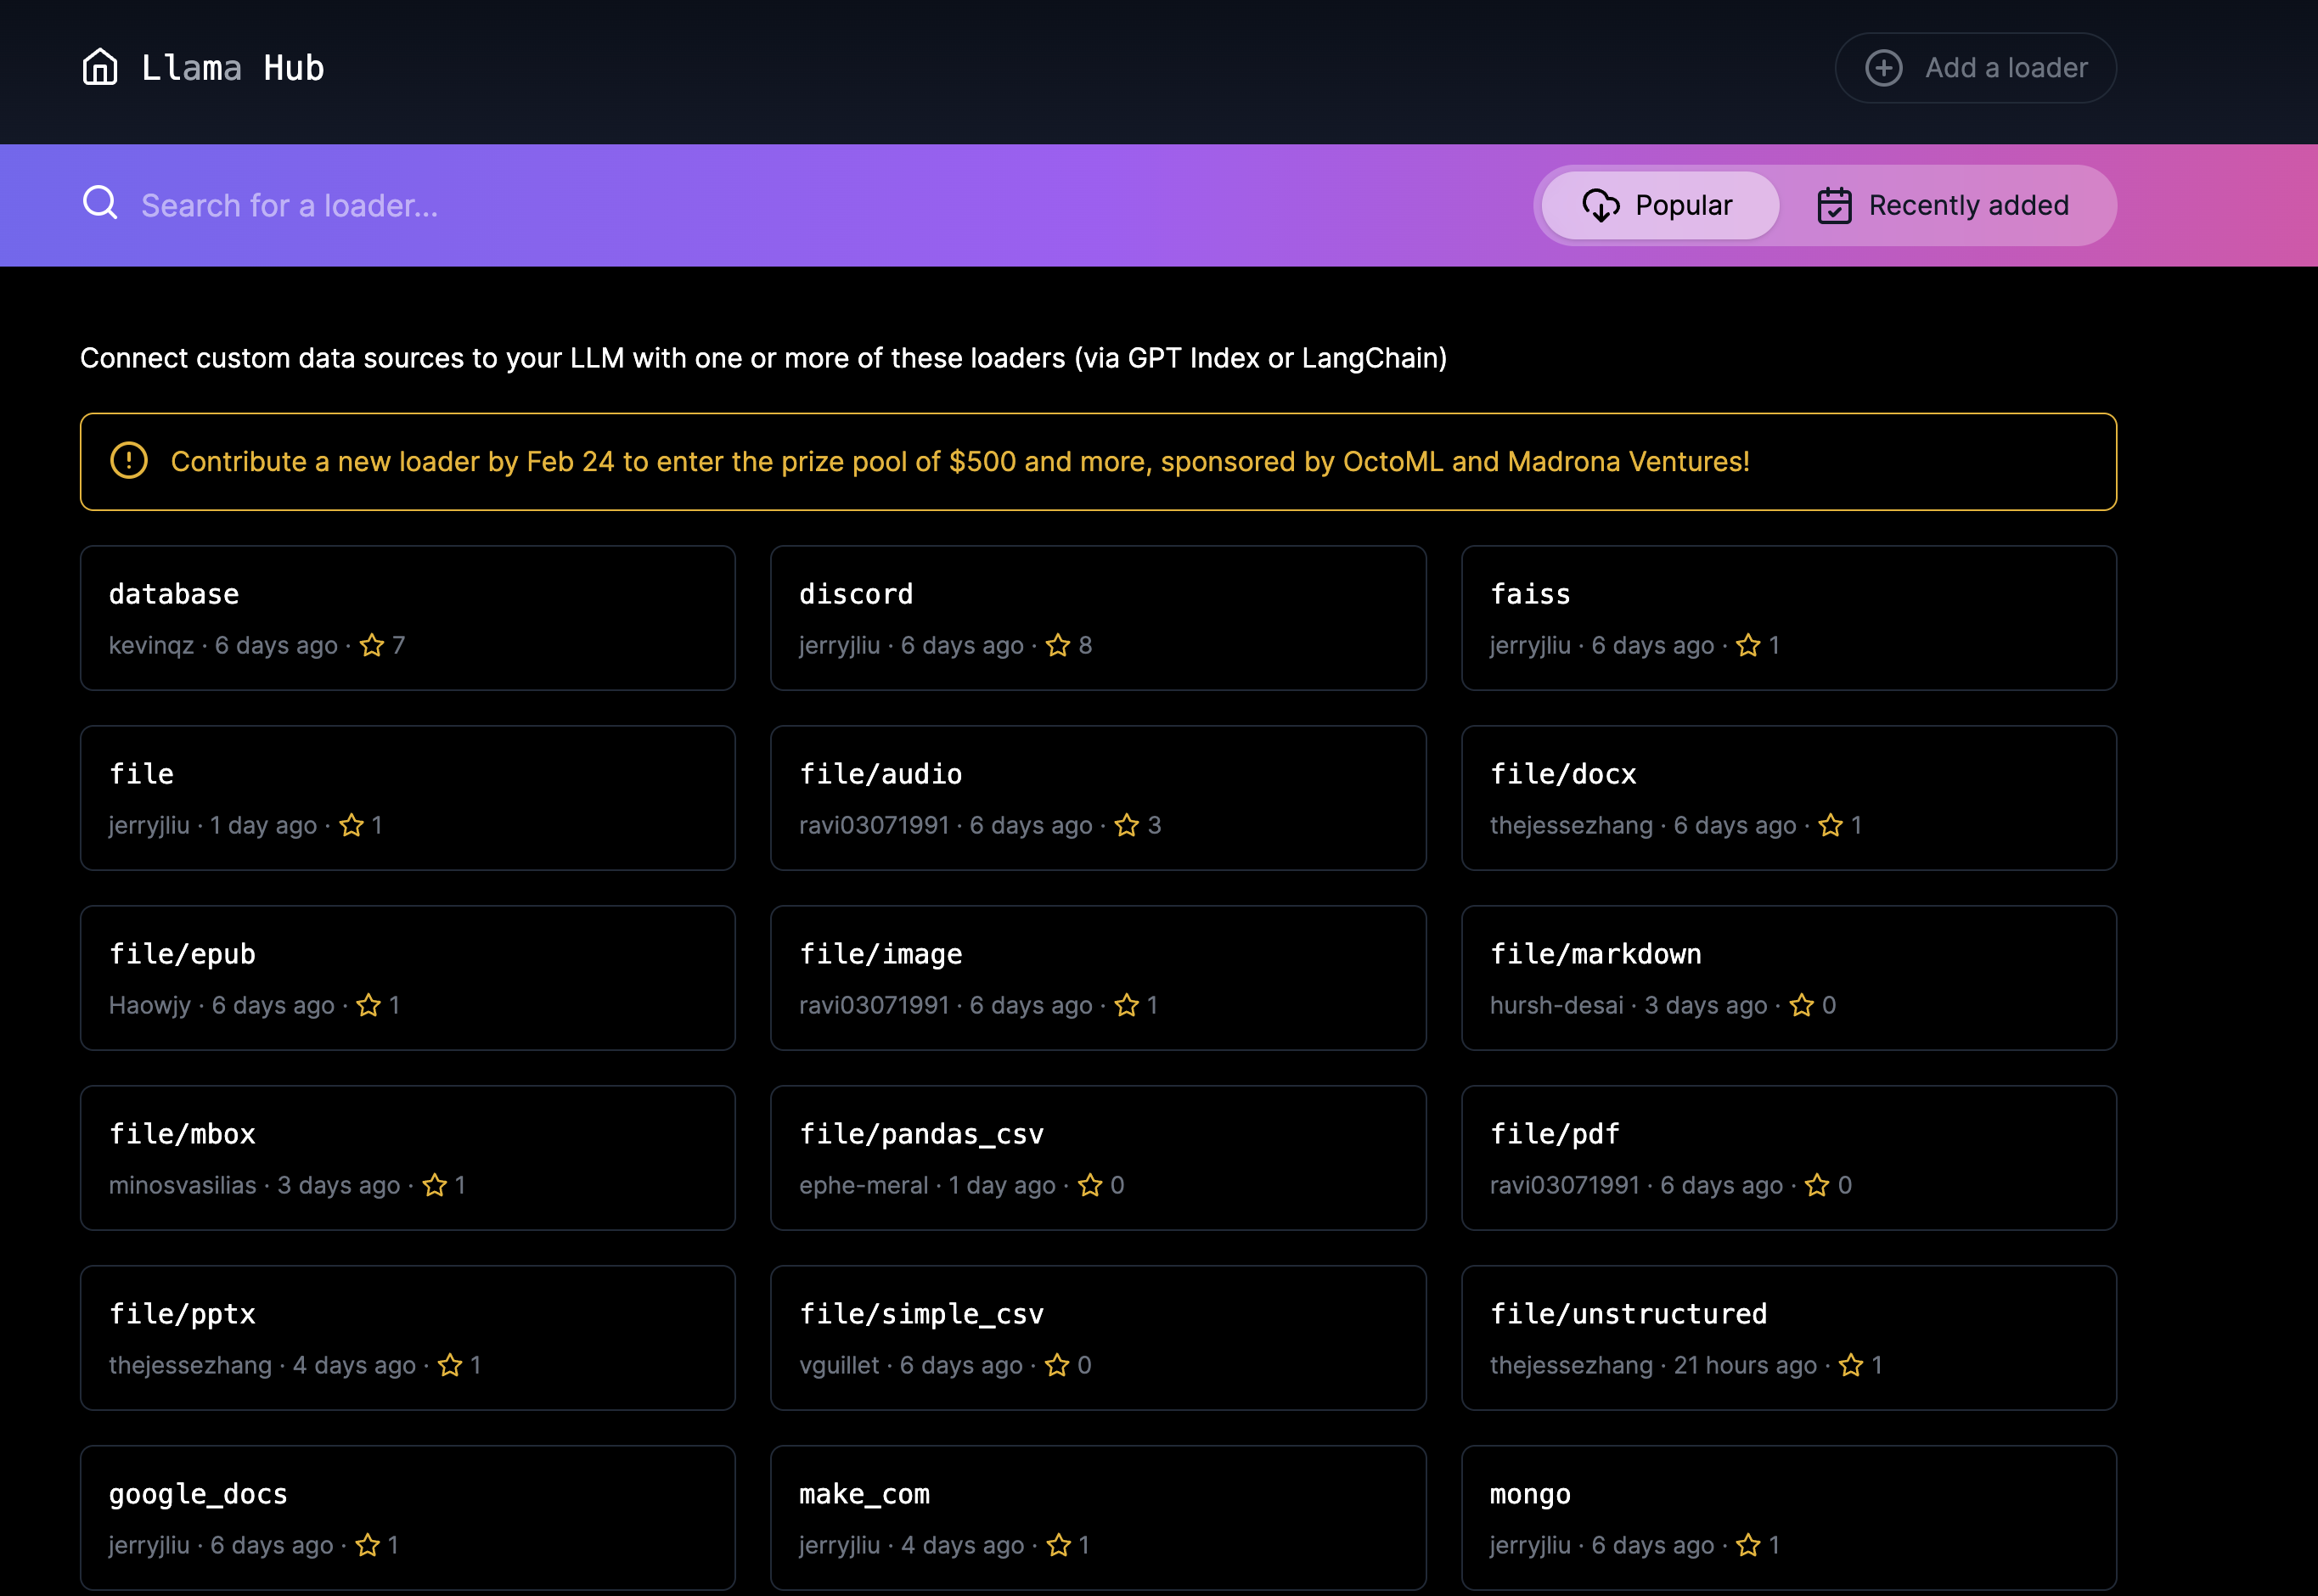 Llama Hub
Add a loader
Search for a loader...
Popular
Recently added
Connect custom data sources to your LLM with one or more of these loaders (via GPT Index or LangChain)
Contribute a new loader by Feb 24 to enter the prize pool of $500 and more, sponsored by OctoML and Madrona Ventures!
database
kevinqz · 6 days ago · 7
discord
jerryjliu · 6 days ago · 8
faiss
jerryjliu · 6 days ago · 1
file
jerryjliu · 1 day ago · 1
file/audio
ravi03071991 · 6 days ago · 3
file/docx
thejessezhang · 6 days ago · 1
file/epub
Haowjy · 6 days ago · 1
file/image
ravi03071991 · 6 days ago · 1
file/markdown
hursh-desai · 3 days ago · 0
file/mbox
minosvasilias · 3 days ago · 1
file/pandas_csv
ephe-meral · 1 day ago · 0
file/pdf
ravi03071991 · 6 days ago · 0
file/pptx
thejessezhang · 4 days ago · 1
file/simple_csv
vguillet · 6 days ago · 0
file/unstructured
thejessezhang · 21 hours ago · 1
google_docs
jerryjliu · 6 days ago · 1
make_com
jerryjliu · 4 days ago · 1
mongo
jerryjliu · 6 days ago · 1